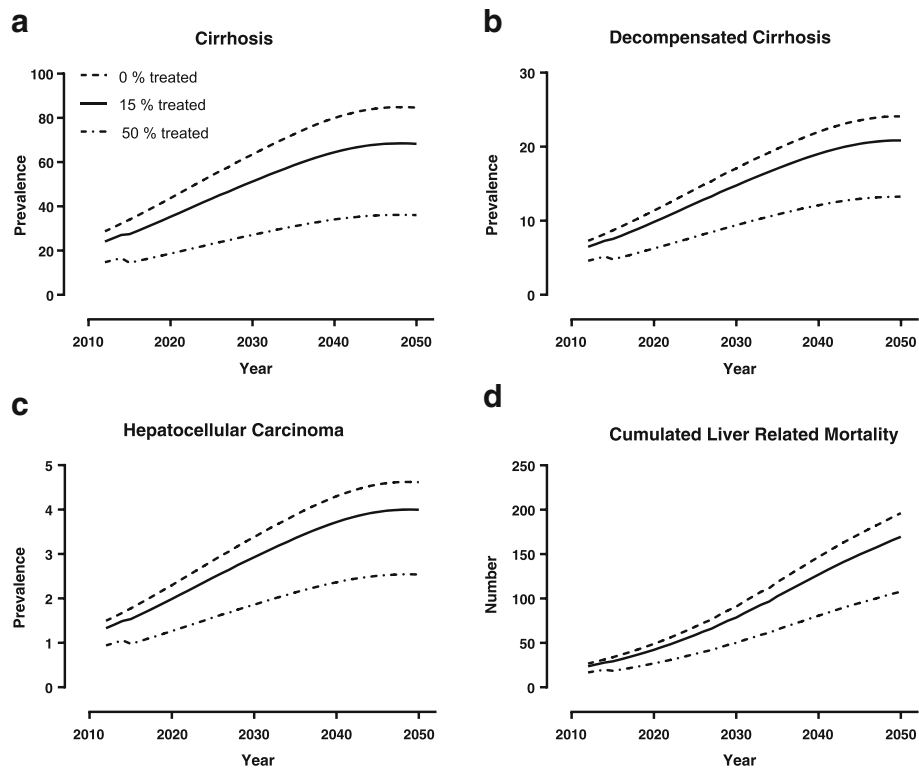 a
Cirrhosis
100
80
60
40
20
0
Prevalence
0 % treated
15 % treated
50 % treated
2010 2020 2030 2040 2050
Year
b
Decompensated Cirrhosis
30
20
10
0
Prevalence
2010 2020 2030 2040 2050
Year
c
Hepatocellular Carcinoma
5
4
3
2
1
0
Prevalence
2010 2020 2030 2040 2050
Year
d
Cumulated Liver Related Mortality
250
200
150
100
50
0
Number
2010 2020 2030 2040 2050
Year